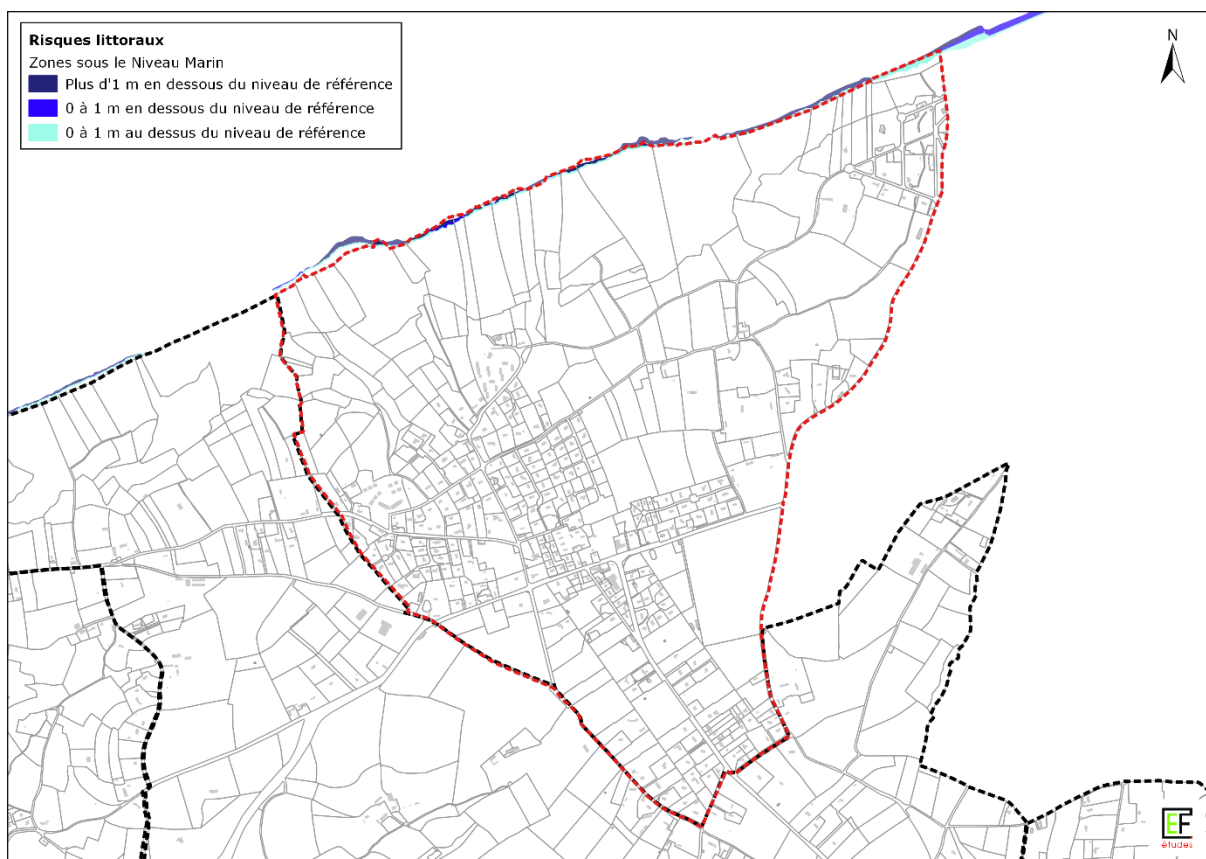 Risques littoraux
Zones sous le Niveau Marin
Plus d'1 m en dessous du niveau de référence
0 à 1 m en dessous du niveau de référence
0 à 1 m au dessus du niveau de référence
N
EF
études